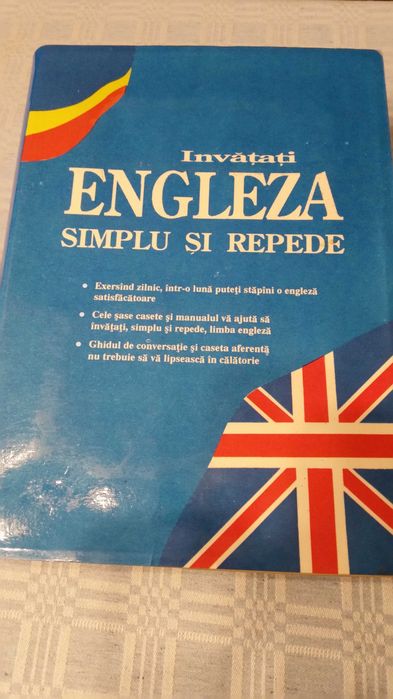 Invățați
ENGLEZA
SIMPLU ȘI REPEDE
• Exersînd zilnic, într-o lună puteți stăpîni o engleză
satisfăcătoare
• Cele șase casete și manualul vă ajută să
învățați, simplu și repede, limba engleză
• Ghidul de conversație și caseta aferentă
nu trebuie să vă lipsească în călătorie